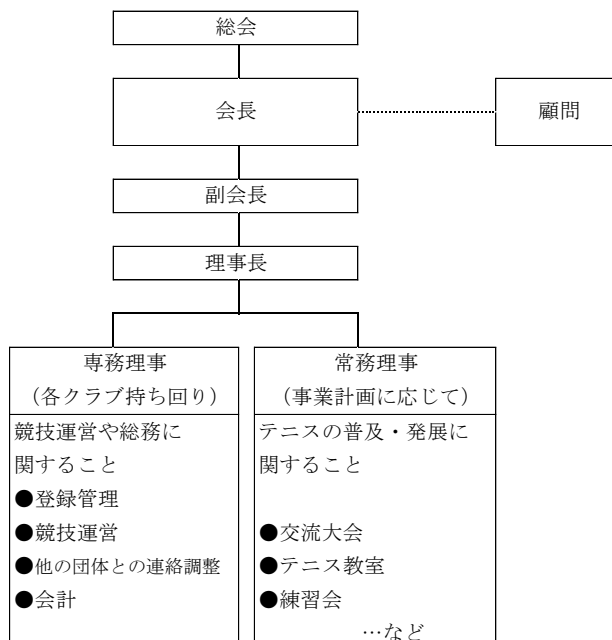 総会
会長
顧問
副会長
理事長
専務理事
（各クラブ持ち回り）
競技運営や総務に
関すること
●登録管理
●競技運営
●他の団体との連絡調整
●会計
常務理事
（事業計画に応じて）
テニスの普及・発展に
関すること
●交流大会
●テニス教室
●練習会
…など